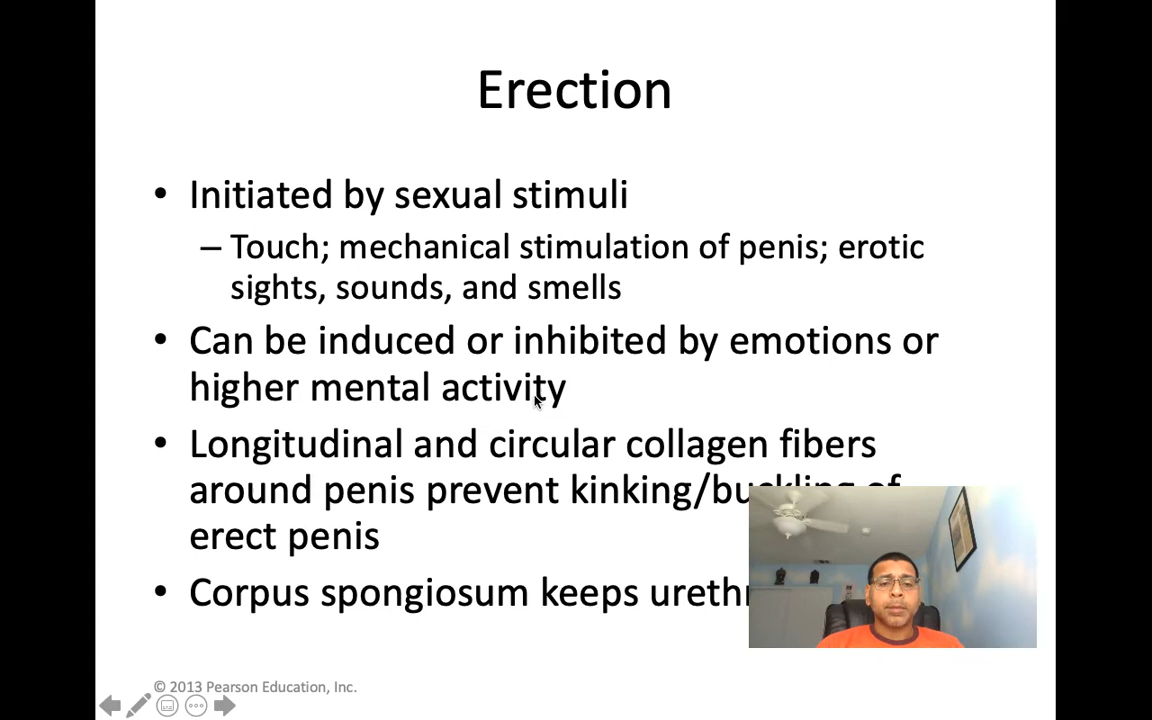 Erection
• Initiated by sexual stimuli
– Touch; mechanical stimulation of penis; erotic
sights, sounds, and smells
• Can be induced or inhibited by emotions or
higher mental activity
• Longitudinal and circular collagen fibers
around penis prevent kinking/buckling of
erect penis
• Corpus spongiosum keeps
© 2013 Pearson Education, Inc.